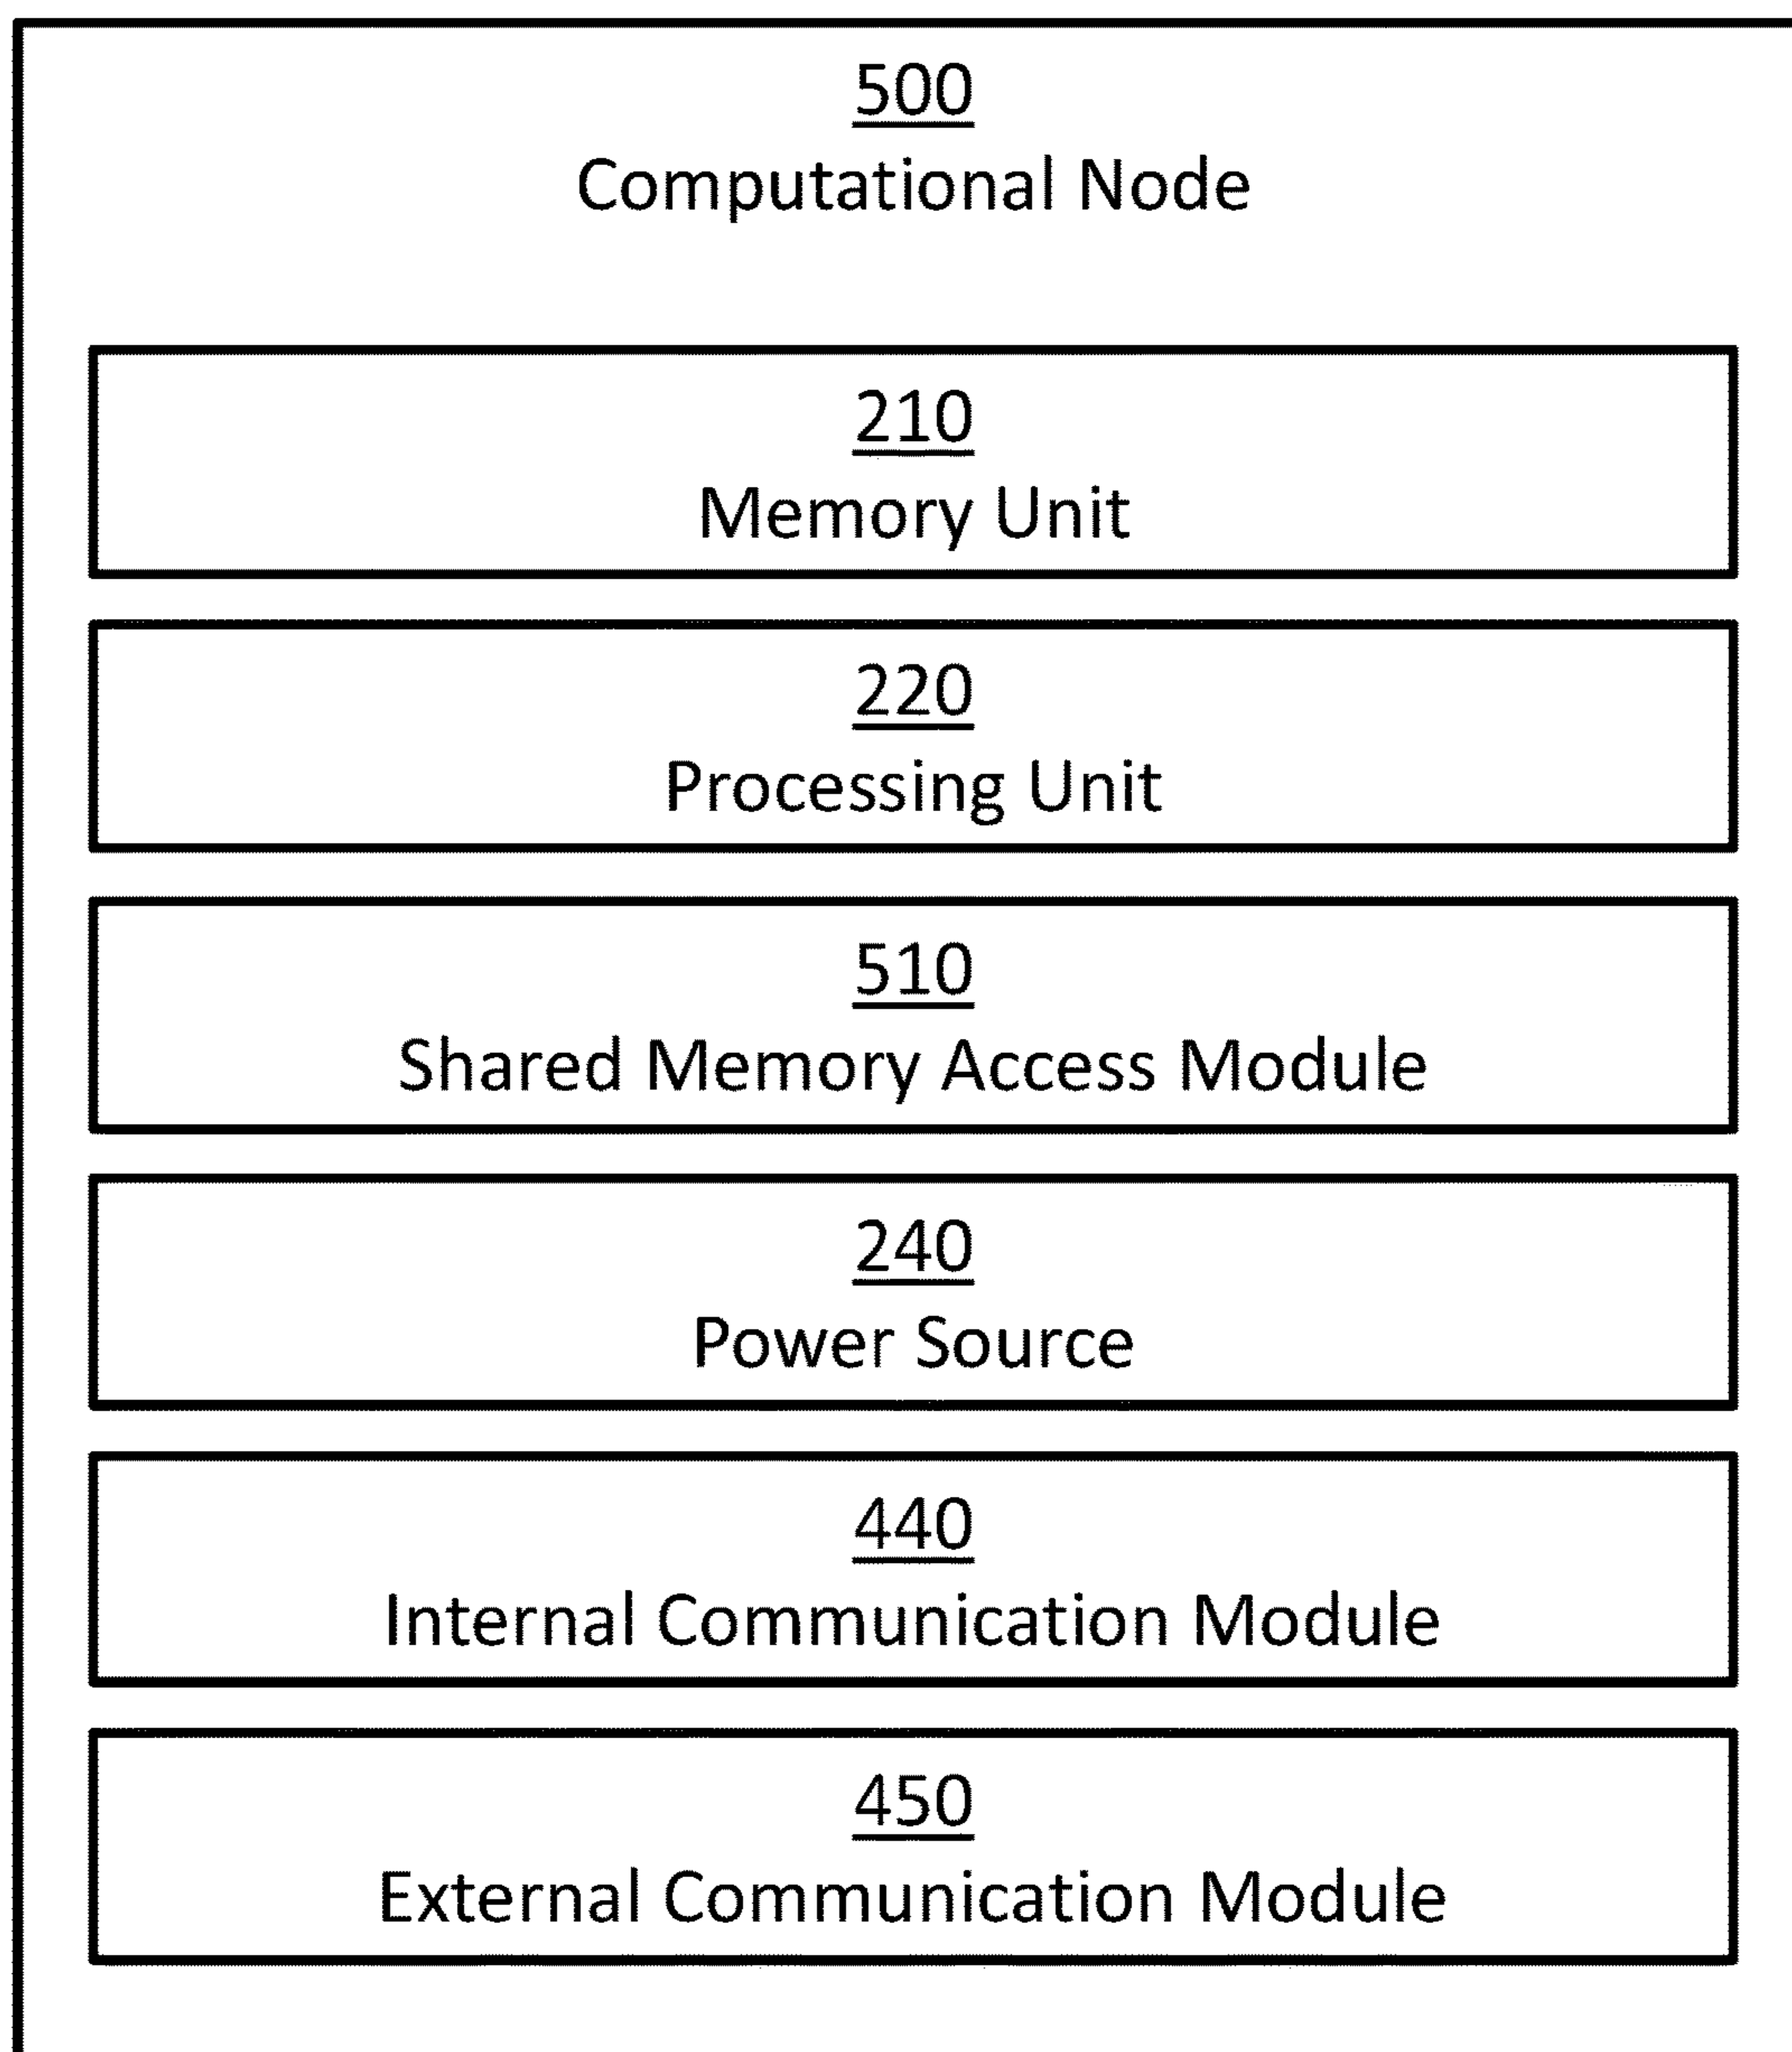 500
Computational Node
210
Memory Unit
220
Processing Unit
510
Shared Memory Access Module
240
Power Source
440
Internal Communication Module
450
External Communication Module